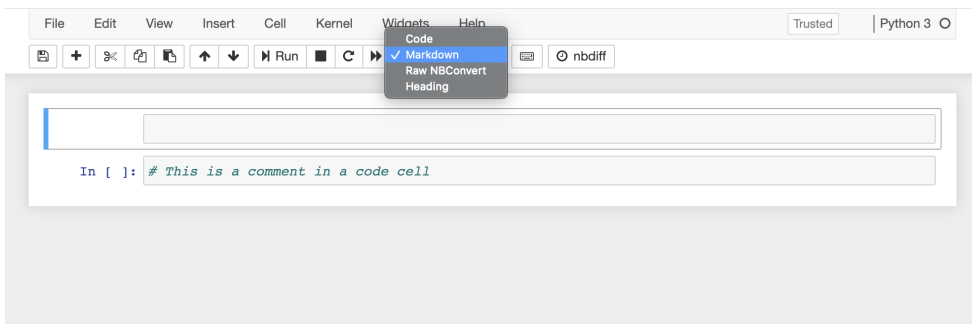 File Edit View Insert Cell Kernel Widgets Help Trusted Python 3
Run nbdiff
Code
✓ Markdown
Raw NBConvert
Heading
In [ ]: # This is a comment in a code cell